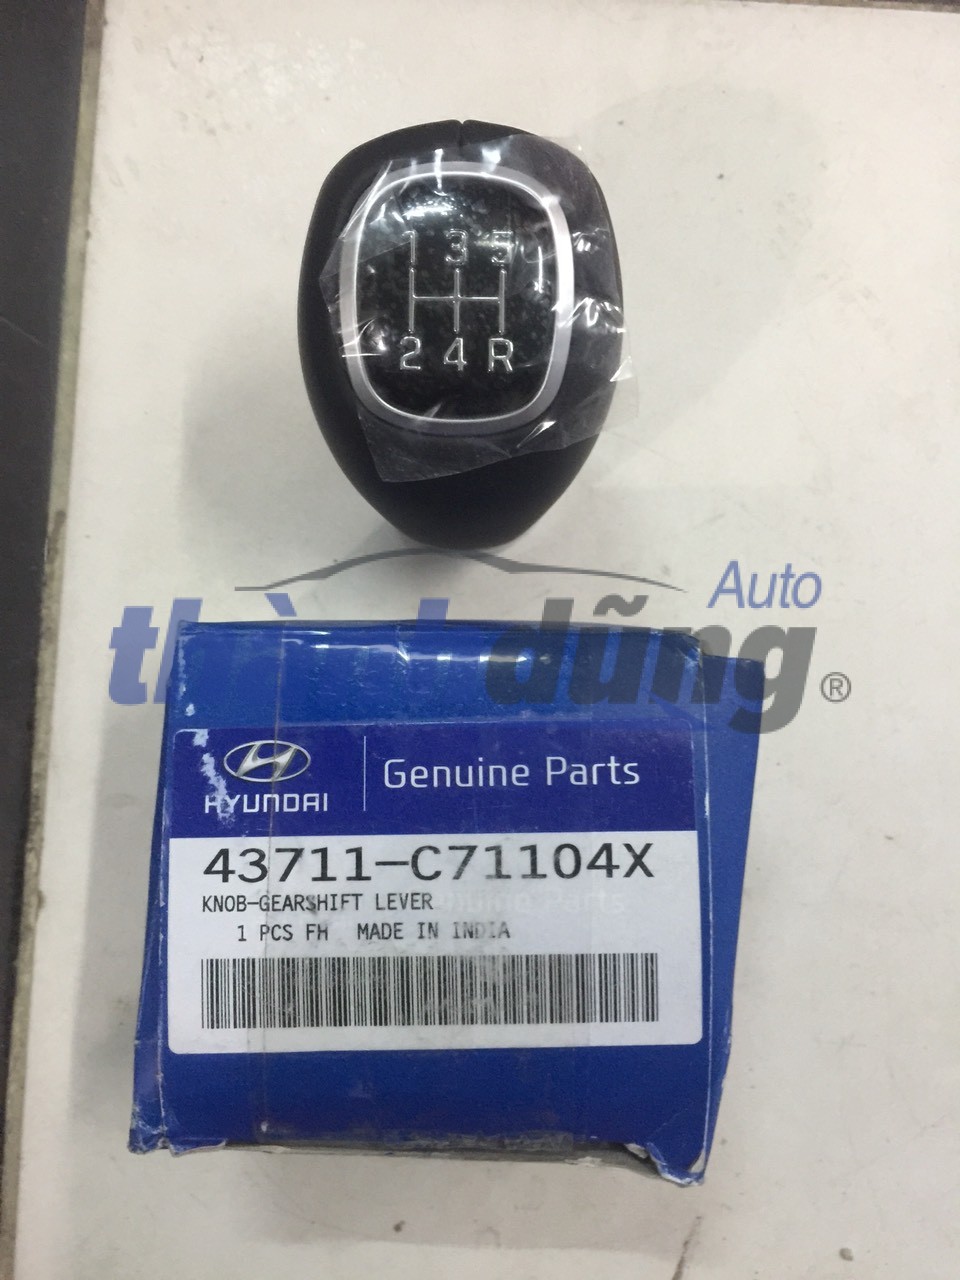 1 3 5
2 4 R
Auto
dũng ®
HYUNDAI
Genuine Parts
43711-C71104X
KNOB-GEARSHIFT LEVER
1 PCS FH MADE IN INDIA